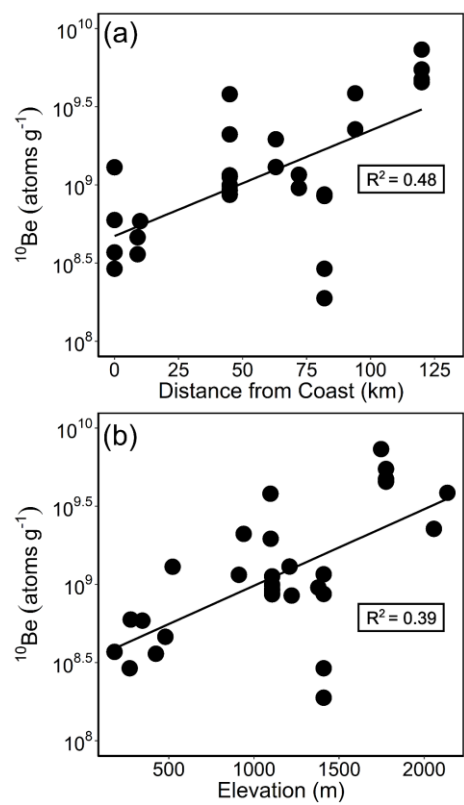 (a)
10^10
10^9.5
10^9
10^8.5
10^8
^10Be (atoms g^-1)
R^2 = 0.48
0 25 50 75 100 125
Distance from Coast (km)
(b)
10^10
10^9.5
10^9
10^8.5
10^8
^10Be (atoms g^-1)
R^2 = 0.39
500 1000 1500 2000
Elevation (m)